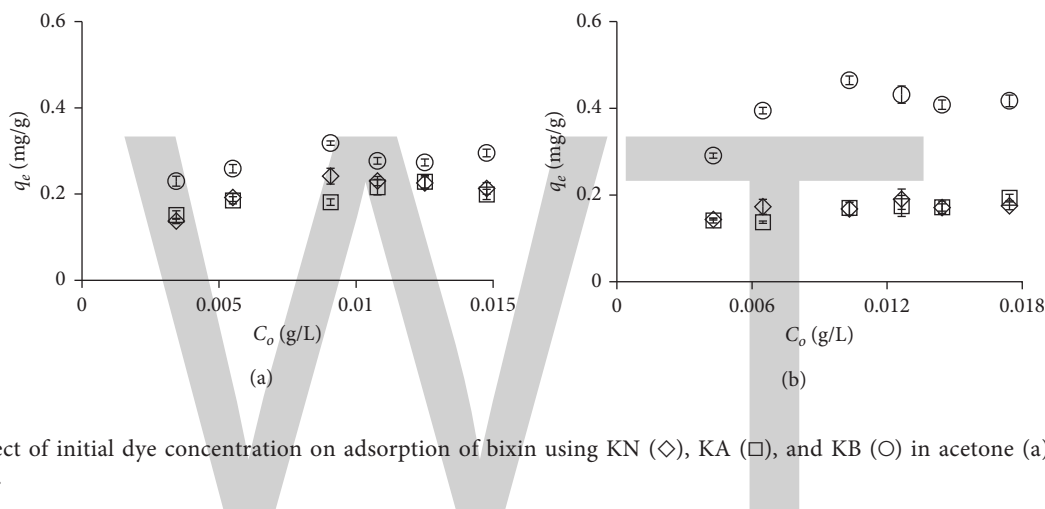 0.6
0.4
0.2
0
q_e (mg/g)
0 0.005 0.01 0.015
C_o (g/L)
(a)
0.6
0.4
0.2
0
q_e (mg/g)
0 0.006 0.012 0.018
C_o (g/L)
(b)
of initial dye concentration on adsorption of bixin using KN (◇), KA (□), and KB (○) in acetone (a)
WT